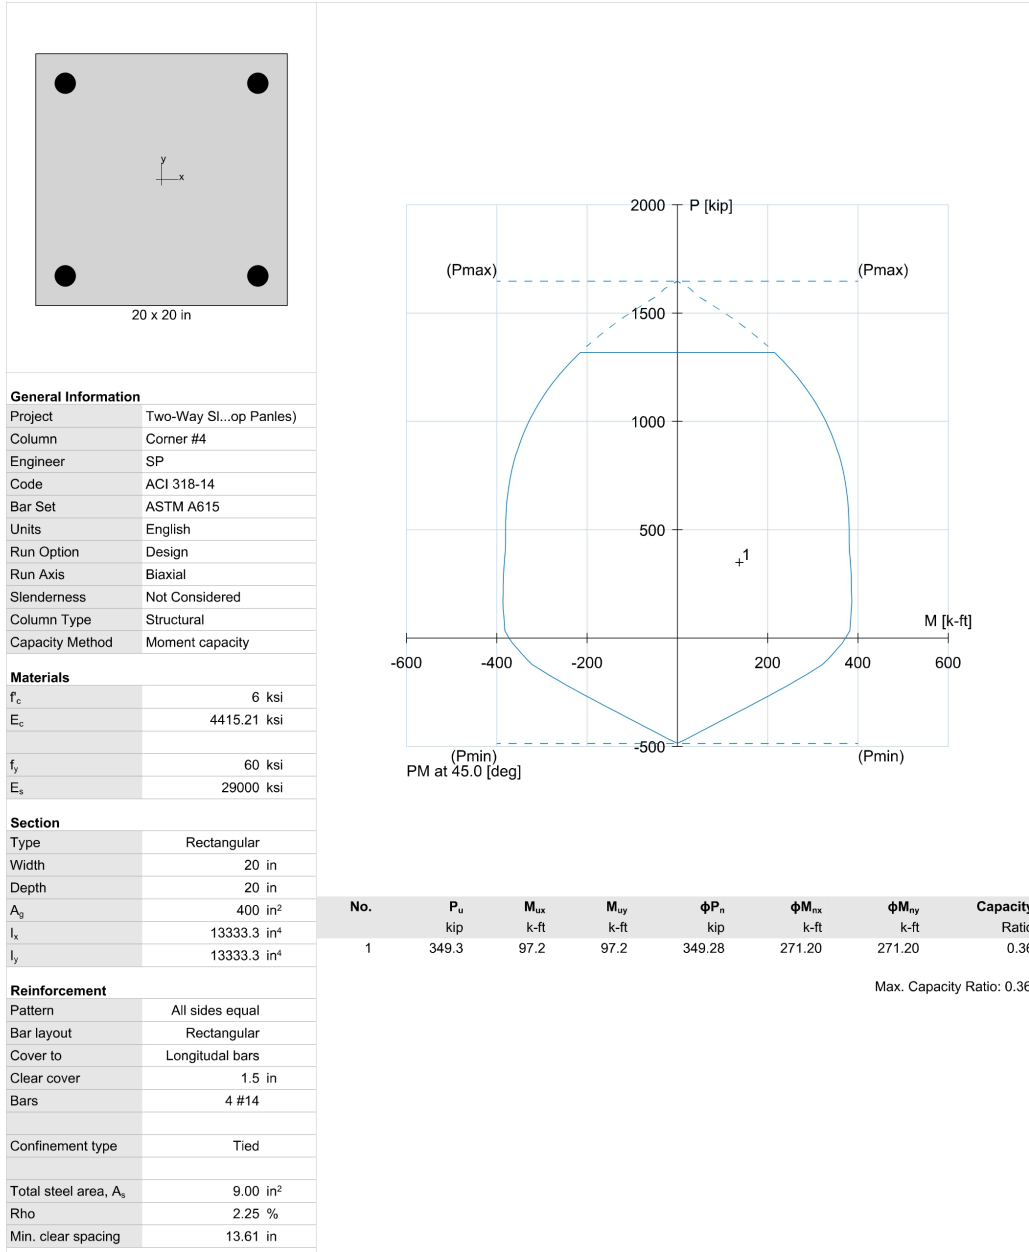 y
x
20 x 20 in
General Information
Project Two-Way Sl...op Panles)
Column Corner #4
Engineer SP
Code ACI 318-14
Bar Set ASTM A615
Units English
Run Option Design
Run Axis Biaxial
Slenderness Not Considered
Column Type Structural
Capacity Method Moment capacity
Materials
f'c 6 ksi
Ec 4415.21 ksi
fy 60 ksi
Es 29000 ksi
Section
Type Rectangular
Width 20 in
Depth 20 in
Ag 400 in²
Ix 13333.3 in⁴
Iy 13333.3 in⁴
Reinforcement
Pattern All sides equal
Bar layout Rectangular
Cover to Longitudal bars
Clear cover 1.5 in
Bars 4 #14
Confinement type Tied
Total steel area, As 9.00 in²
Rho 2.25 %
Min. clear spacing 13.61 in
2000 P [kip]
(Pmax) (Pmax)
1500
1000
500
1
M [k-ft]
-600 -400 -200 200 400 600
-500
(Pmin) (Pmin)
PM at 45.0 [deg]
No. Pu Mux Muy ϕPn ϕMnx ϕMny Capacity
kip k-ft k-ft kip k-ft k-ft Ratio
1 349.3 97.2 97.2 349.28 271.20 271.20 0.36
Max. Capacity Ratio: 0.36